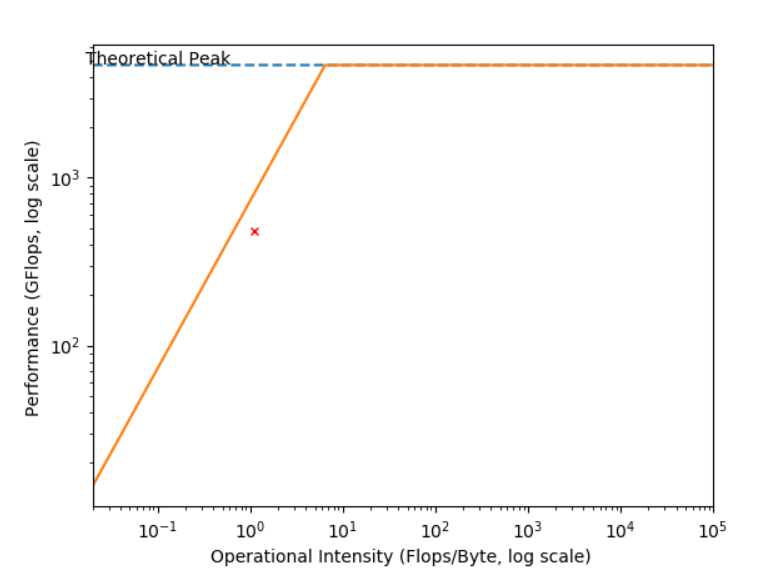 Theoretical Peak
Performance (GFlops, log scale)
10³
10²
10⁻¹ 10⁰ 10¹ 10² 10³ 10⁴ 10⁵
Operational Intensity (Flops/Byte, log scale)